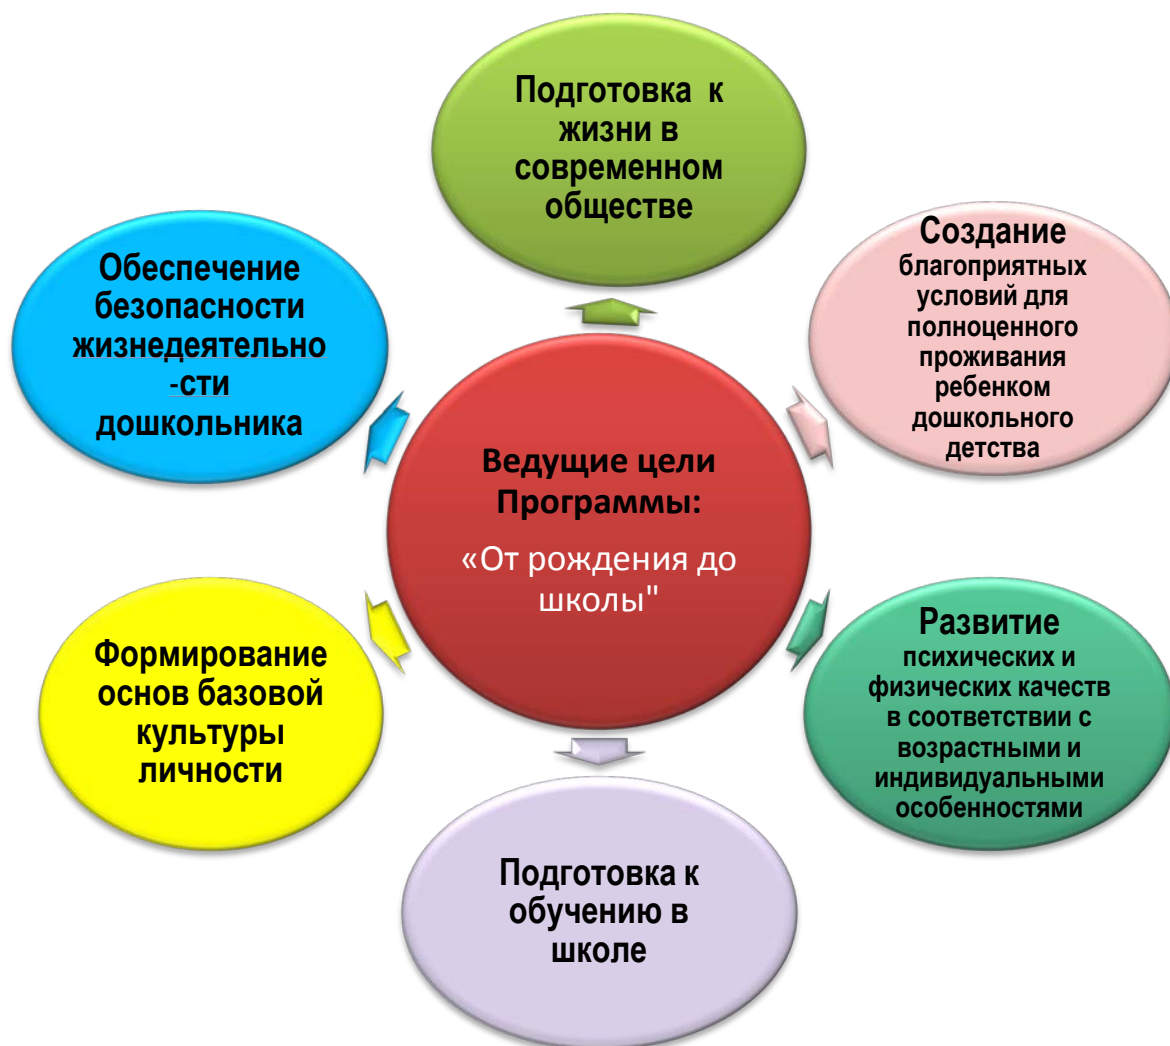 Подготовка к
жизни в
современном
обществе
Создание
благоприятных
условий для
полноценного
проживания
ребенком
дошкольного
детства
Обеспечение
безопасности
жизнедеятельно
-сти
дошкольника
Ведущие цели
Программы:
«От рождения до
школы"
Формирование
основ базовой
культуры
личности
Развитие
психических и
физических качеств
в соответствии с
возрастными и
индивидуальными
особенностями
Подготовка к
обучению в
школе